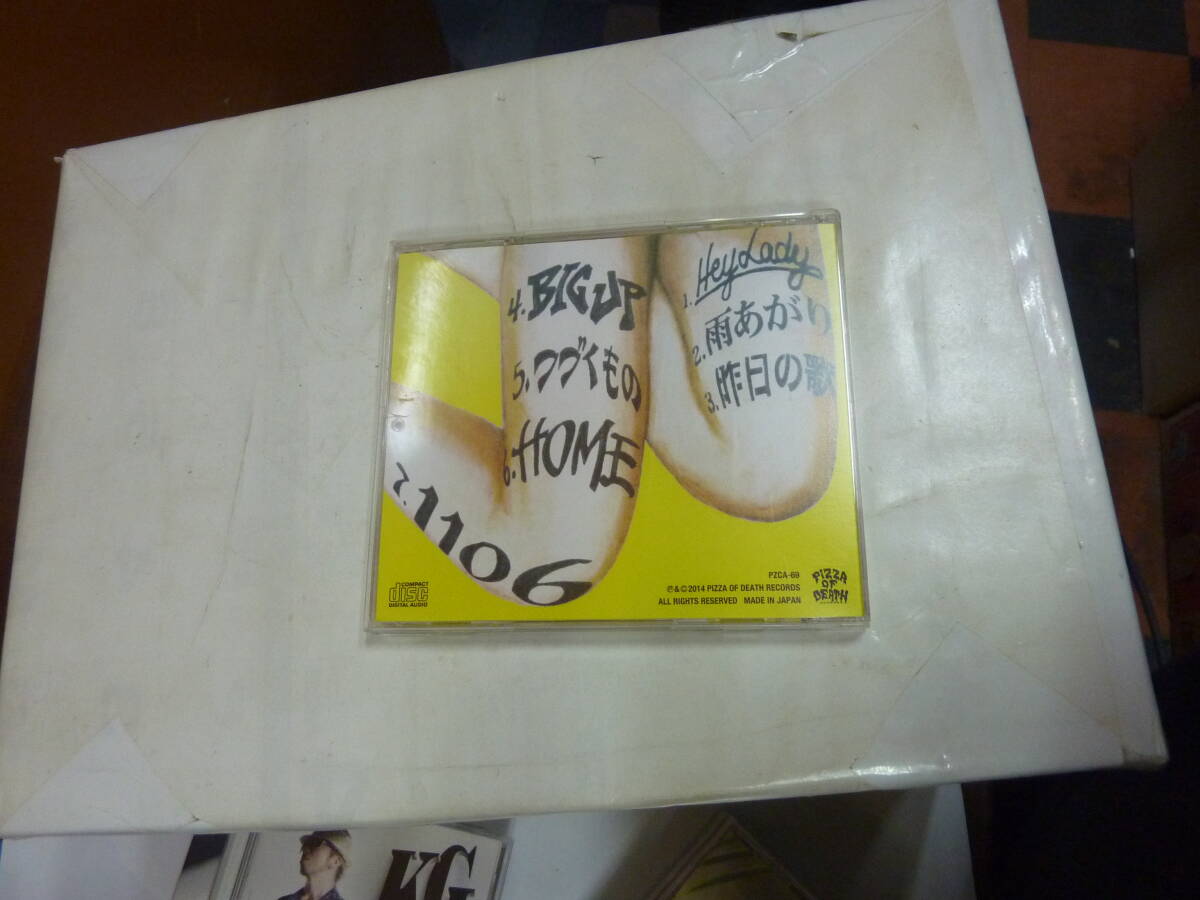 1. Hey Lady
2. 雨あがり
3. 昨日の歌
4. BIG UP
5. つづくもの
6. HOME
7. 1106
COMPACT
disc
DIGITAL AUDIO
PZCA-69
℗&©2014 PIZZA OF DEATH RECORDS
ALL RIGHTS RESERVED MADE IN JAPAN
PIZZA
OF
DEATH
KG